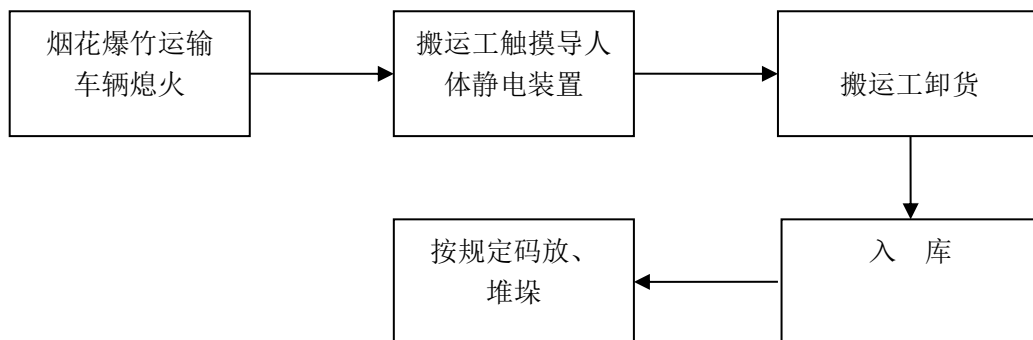 烟花爆竹运输
车辆熄火
搬运工触摸导人
体静电装置
搬运工卸货
入　库
按规定码放、
堆垛